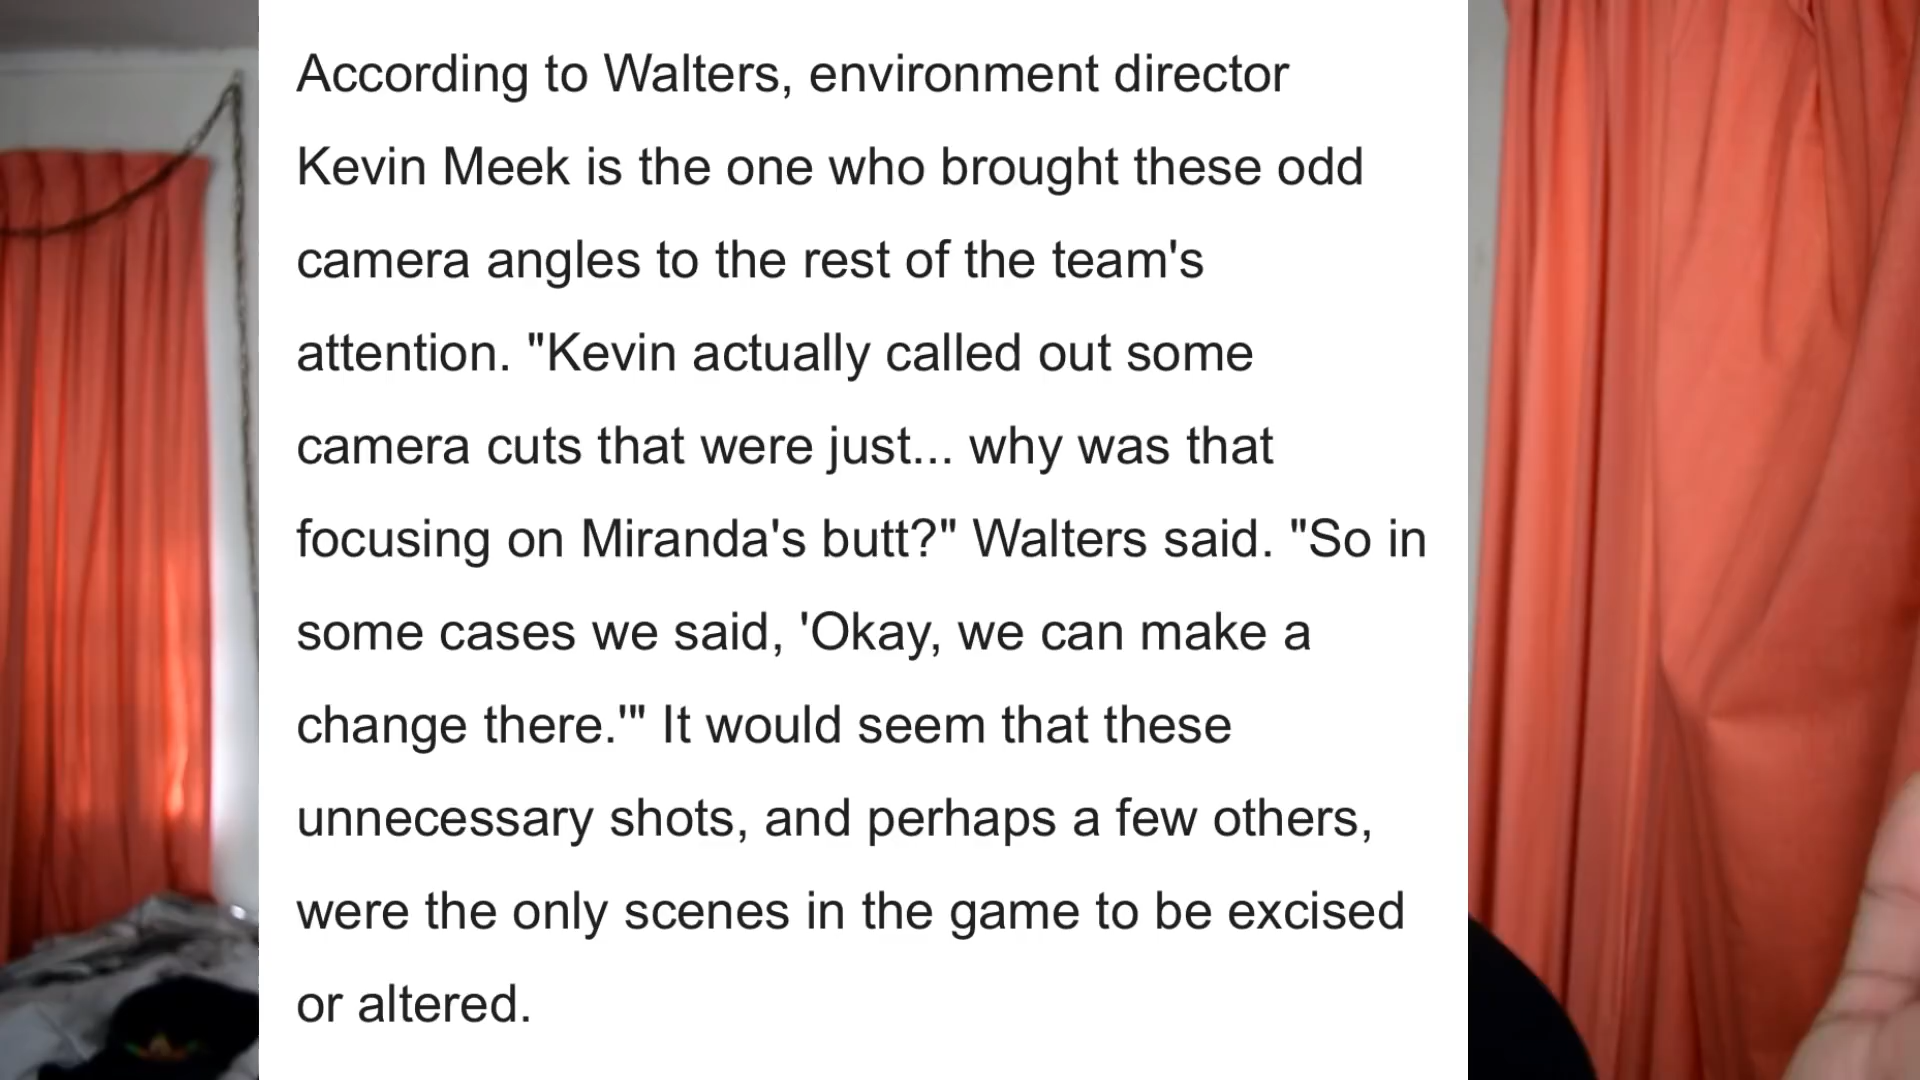 According to Walters, environment director
Kevin Meek is the one who brought these odd
camera angles to the rest of the team's
attention. "Kevin actually called out some
camera cuts that were just... why was that
focusing on Miranda's butt?" Walters said. "So in
some cases we said, 'Okay, we can make a
change there.'" It would seem that these
unnecessary shots, and perhaps a few others,
were the only scenes in the game to be excised
or altered.